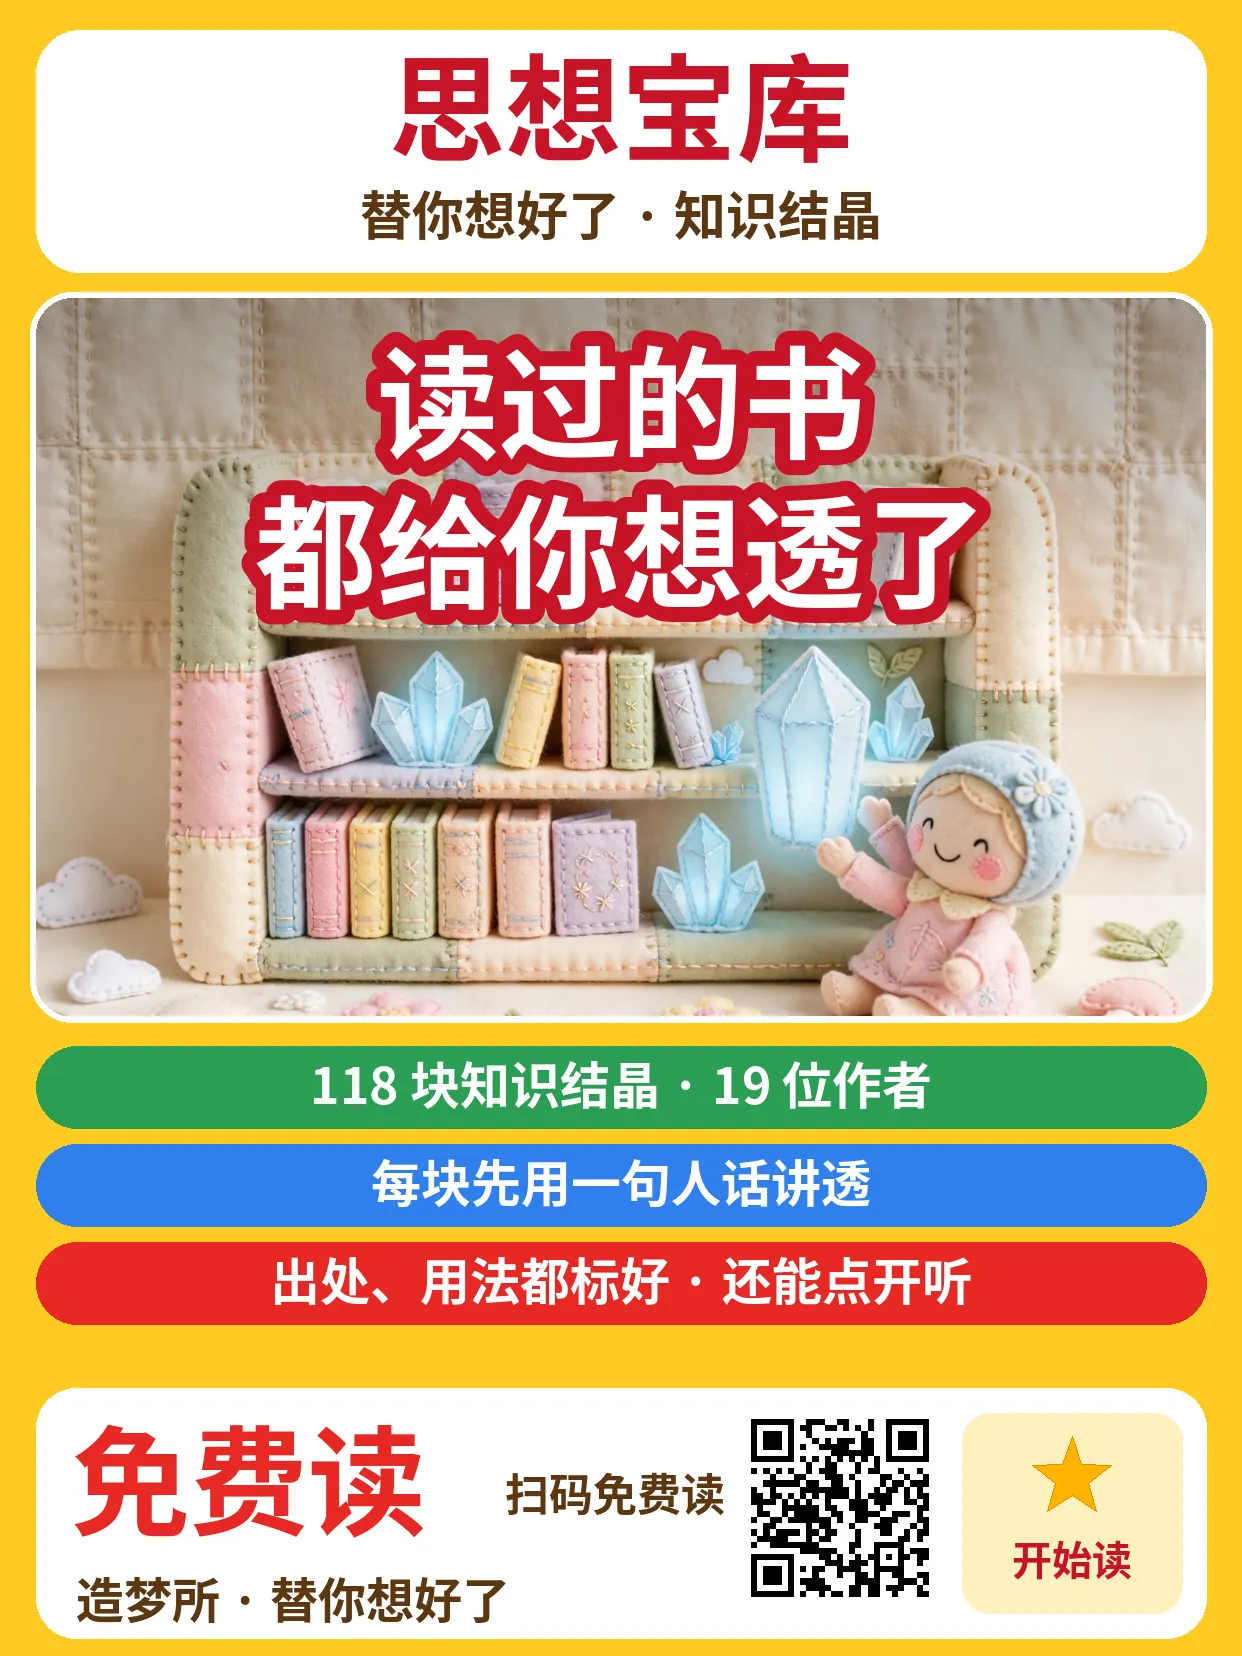 思想宝库
替你想好了 · 知识结晶
读过的书
都给你想透了
118 块知识结晶 · 19 位作者
每块先用一句人话讲透
出处、用法都标好 · 还能点开听
免费读
扫码免费读
开始读
造梦所 · 替你想好了